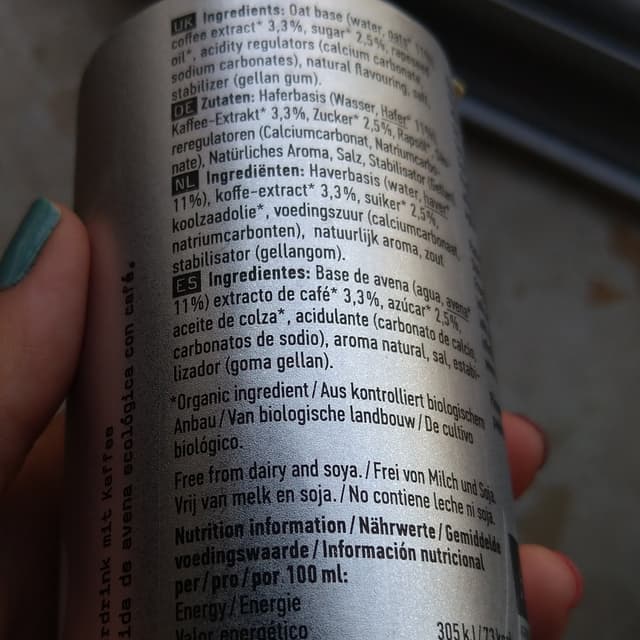 UK Ingredients: Oat base (water, oats* 11%)
coffee extract* 3,3%, sugar* 2,5%, rapeseed
oil*, acidity regulators (calcium carbonate,
sodium carbonates), natural flavouring, salt,
stabilizer (gellan gum).
DE Zutaten: Haferbasis (Wasser, Hafer* 11%)
Kaffee-Extrakt* 3,3%, Zucker* 2,5%, Rapsöl*,
reregulatoren (Calciumcarbonat, Natriumcarbo-
nate), Natürliches Aroma, Salz, Stabilisator
NL Ingrediënten: Haverbasis (water, haver*
11%), koffie-extract* 3,3%, suiker* 2,5%,
koolzaadolie*, voedingszuur (calciumcarbonaat,
natriumcarbonten), natuurlijk aroma, zout
stabilisator (gellangom).
ES Ingredientes: Base de avena (agua, avena*
11%) extracto de café* 3,3%, azúcar* 2,5%,
aceite de colza*, acidulante (carbonato de calcio,
carbonatos de sodio), aroma natural, sal, estabi-
lizador (goma gellan).
*Organic ingredient / Aus kontrolliert biologischem
Anbau / Van biologische landbouw / De cultivo
biológico.
Free from dairy and soya. / Frei von Milch und Soja.
Vrij van melk en soja. / No contiene leche ni soja.
Nutrition information / Nährwerte / Gemiddelde
voedingswaarde / Información nutricional
per / pro / por 100 ml:
Energy / Energie
Valor energético 305 kJ/73
rdrink mit Kaffee
ida de avena ecológica con café.